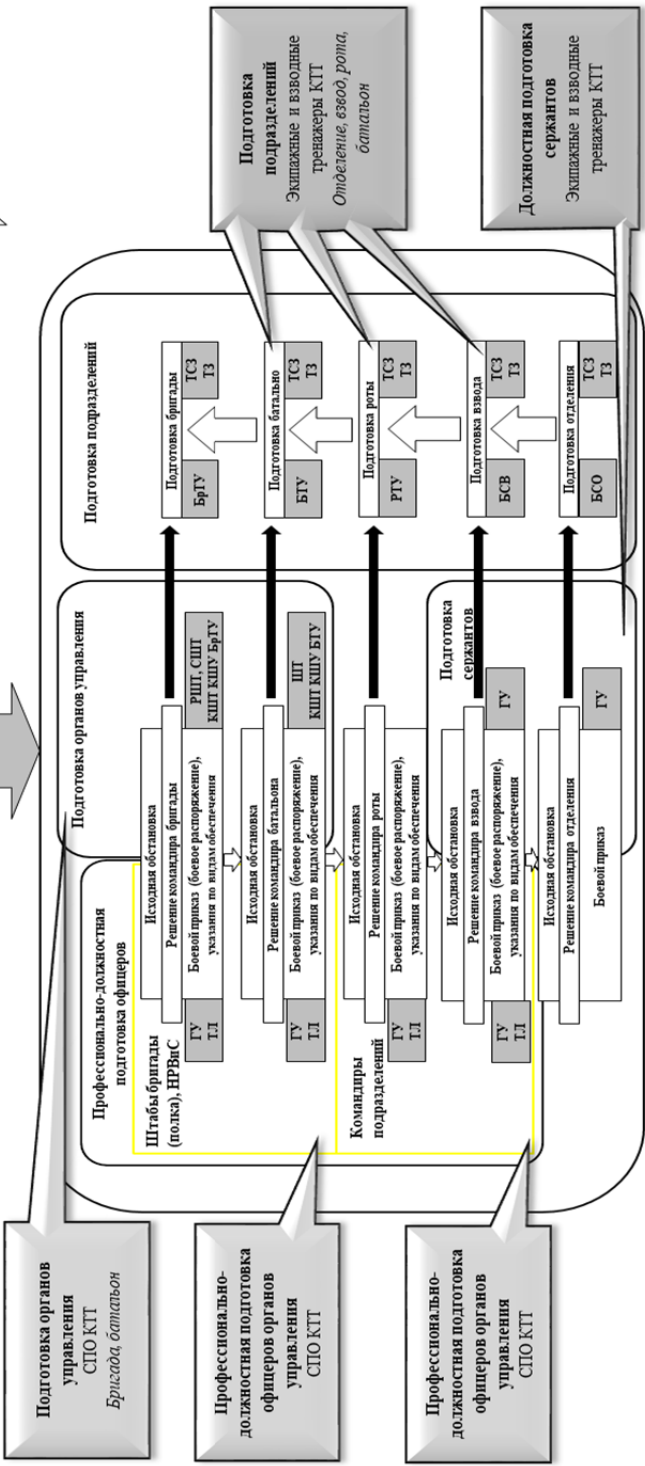 Подготовка органов
управления
СПО КТТ
Бригада, батальон
Профессионально-
должностная подготовка
офицеров органов
управления
СПО КТТ
Профессионально-
должностная подготовка
офицеров органов
управления
СПО КТТ
Профессионально-должностная
подготовка офицеров
Штабы бригады
(полка), НРВиС
Командиры
подразделений
Подготовка органов управления
Исходная обстановка
Решение командира бригады
Боевой приказ (боевое распоряжение),
указания по видам обеспечения
ГУ
ТЛ
РШТ, СШТ
КШТ КШУ БрТУ
Исходная обстановка
Решение командира батальона
Боевой приказ (боевое распоряжение),
указания по видам обеспечения
ГУ
ТЛ
ШТ
КШТ КШУ БТУ
Исходная обстановка
Решение командира роты
Боевой приказ (боевое распоряжение),
указания по видам обеспечения
ГУ
ТЛ
Подготовка
сержантов
Исходная обстановка
Решение командира взвода
Боевой приказ (боевое распоряжение),
указания по видам обеспечения
ГУ
ТЛ
ГУ
Исходная обстановка
Решение командира отделения
Боевой приказ
ГУ
Подготовка подразделений
Подготовка бригады
БрТУ
ТСЗ
ТЗ
Подготовка батально
БТУ
ТСЗ
ТЗ
Подготовка роты
РТУ
ТСЗ
ТЗ
Подготовка взвода
БСВ
ТСЗ
ТЗ
Подготовка отделения
БСО
ТСЗ
ТЗ
Подготовка
подразделений
Экипажные и взводные
тренажеры КТТ
Отделение, взвод, рота,
батальон
Должностная подготовка
сержантов
Экипажные и взводные
тренажеры КТТ